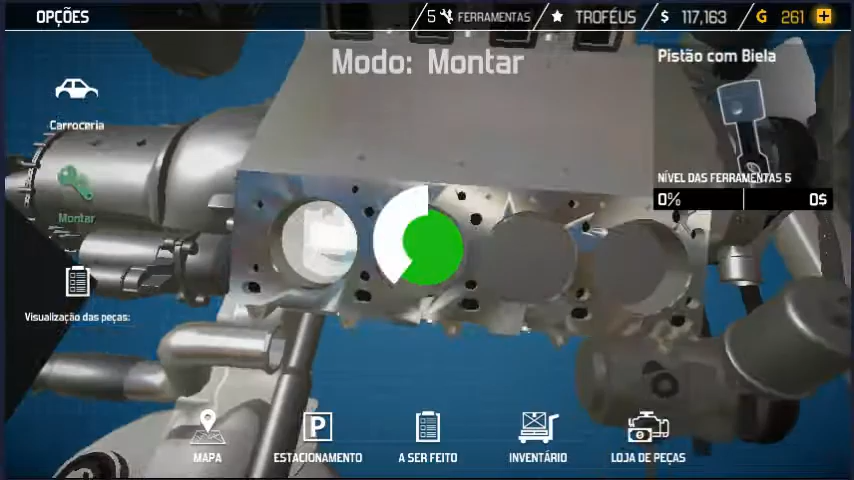 OPÇÕES
5 FERRAMENTAS
TROFÉUS
$ 117,163
G 261
Modo: Montar
Pistão com Biela
Carroceria
NÍVEL DAS FERRAMENTAS 5
0% 0$
Montar
Visualização das peças:
MAPA
P
ESTACIONAMENTO
A SER FEITO
INVENTÁRIO
LOJA DE PEÇAS